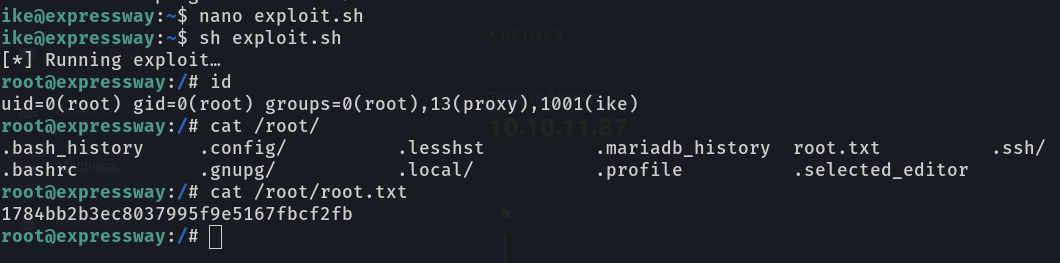 ike@expressway:~$ nano exploit.sh
ike@expressway:~$ sh exploit.sh
[*] Running exploit…
root@expressway:/# id
uid=0(root) gid=0(root) groups=0(root),13(proxy),1001(ike)
root@expressway:/# cat /root/
.bash_history .config/ .lesshst .mariadb_history root.txt .ssh/
.bashrc .gnupg/ .local/ .profile .selected_editor
root@expressway:/# cat /root/root.txt
1784bb2b3ec8037995f9e5167fbcf2fb
root@expressway:/#
US Free 3
10.10.11.87